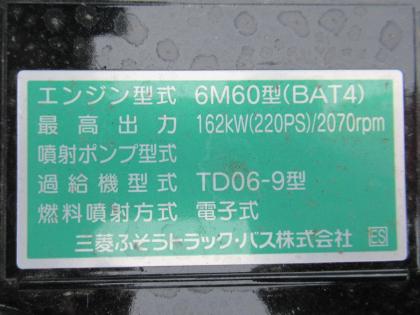 エンジン型式 6M60型(BAT4)
最高出力 162kW(220PS)/2070rpm
噴射ポンプ型式
過給機型式 TD06-9型
燃料噴射方式 電子式
三菱ふそうトラック・バス株式会社 ES